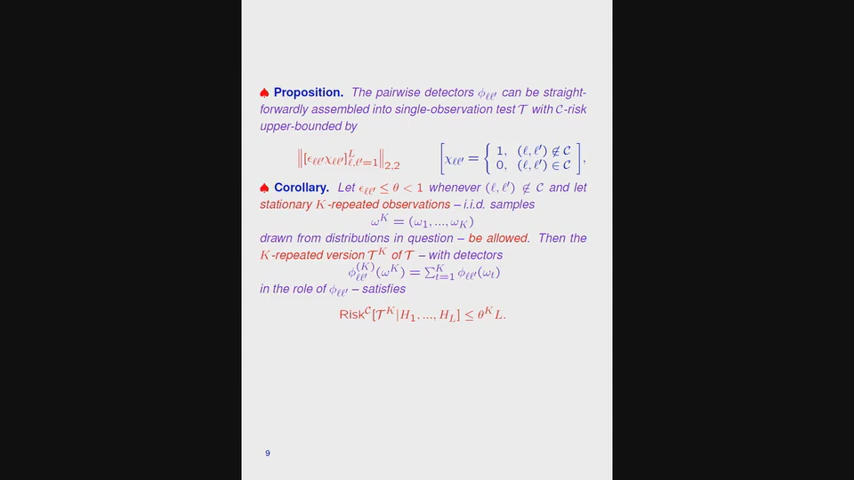 ♠ Proposition. The pairwise detectors ϕ_{ℓℓ′} can be straight-
forwardly assembled into single-observation test 𝒯 with 𝒞-risk
upper-bounded by
‖[ϵ_{ℓℓ′}χ_{ℓℓ′}]^L_{ℓ,ℓ′=1}‖_{2,2} [χ_{ℓℓ′} = { 1, (ℓ,ℓ′) ∉ 𝒞 0, (ℓ,ℓ′) ∈ 𝒞 ],
♠ Corollary. Let ϵ_{ℓℓ′} ≤ θ < 1 whenever (ℓ,ℓ′) ∉ 𝒞 and let
stationary K-repeated observations – i.i.d. samples
ω^K = (ω_1, ..., ω_K)
drawn from distributions in question – be allowed. Then the
K-repeated version 𝒯^K of 𝒯 – with detectors
ϕ^{(K)}_{ℓℓ′}(ω^K) = ∑^K_{t=1} ϕ_{ℓℓ′}(ω_t)
in the role of ϕ_{ℓℓ′} – satisfies
Risk^𝒞[𝒯^K|H_1, ..., H_L] ≤ θ^K L.
9